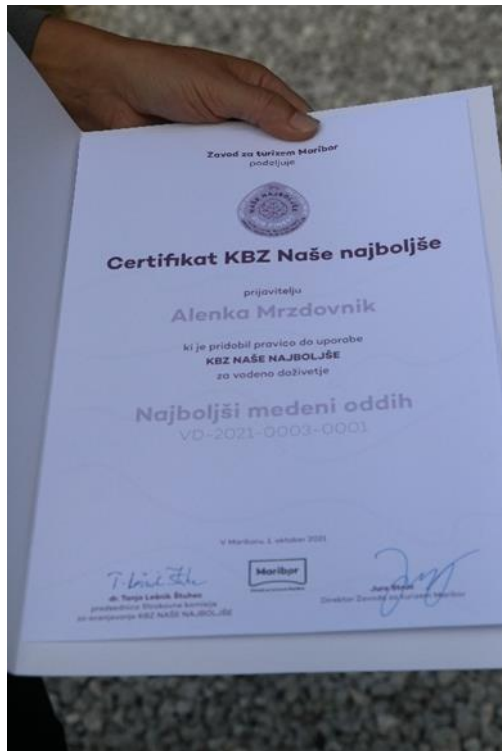 Zavod za turizem Maribor
podeljuje
NAŠE NAJBOLJŠE
Certifikat KBZ Naše najboljše
prijavitelju
Alenka Mrzdovnik
ki je pridobil pravico do uporabe
KBZ NAŠE NAJBOLJŠE
za vodeno doživetje
Najboljši medeni oddih
VD-2021-0003-0001
V Mariboru, 1. oktober 2021
Maribor
dr. Tanja Lešnik Štuhec
predsednica Strokovne komisije
za ocenjevanje KBZ NAŠE NAJBOLJŠE
Direktor Zavoda za turizem Maribor